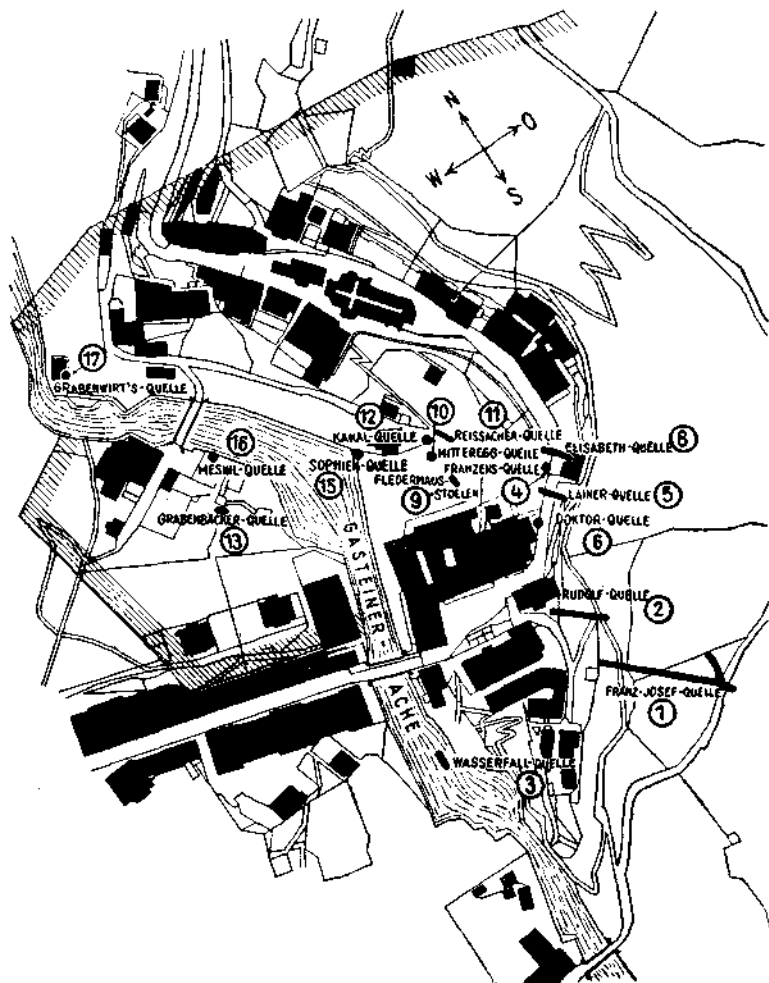 N
O
W
S
17
GRABENWIRT'S-QUELLE
12
10
11
KANAL-QUELLE
REISSACHER-QUELLE
16
MITTEREGG-QUELLE
ELISABETH-QUELLE 8
MESNIL-QUELLE
SOPHIEN-QUELLE
FRANZENS-QUELLE
15
FLEDERMAUS-
9
-STOLLEN
4
LAINER-QUELLE 5
GRABENBÄCKER-QUELLE
13
DOKTOR-QUELLE
6
GASTEINER-ACHE
RUDOLF-QUELLE
2
FRANZ-JOSEF-QUELLE
1
WASSERFALL-QUELLE
3